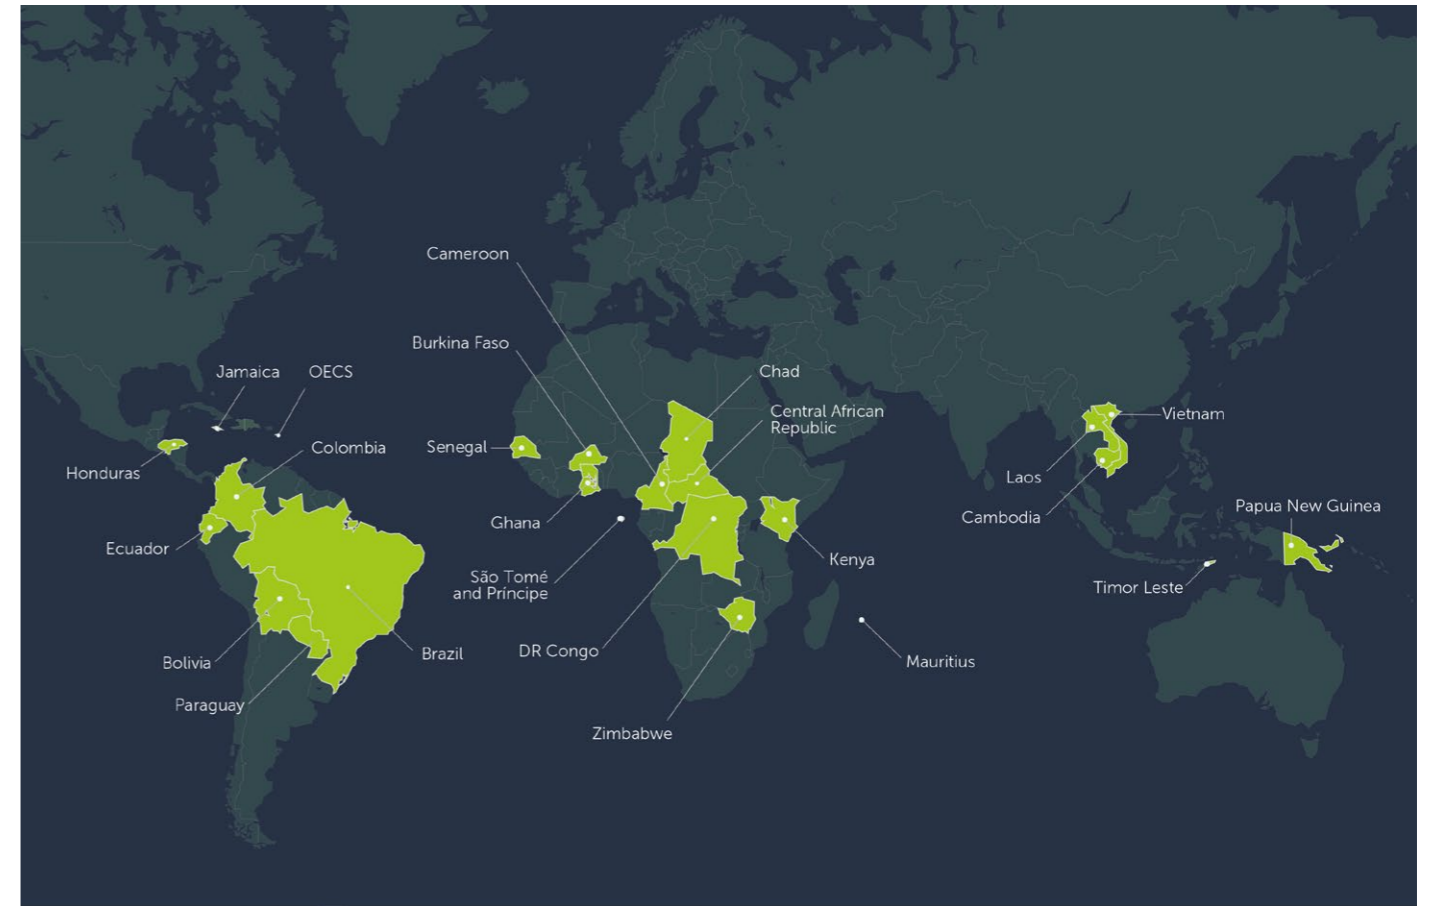 Cameroon
Burkina Faso
Jamaica
OECS
Chad
Central African
Republic
Vietnam
Colombia
Senegal
Honduras
Laos
Papua New Guinea
Cambodia
Ghana
Ecuador
Kenya
São Tomé
and Príncipe
Timor Leste
DR Congo
Brazil
Bolivia
Mauritius
Paraguay
Zimbabwe